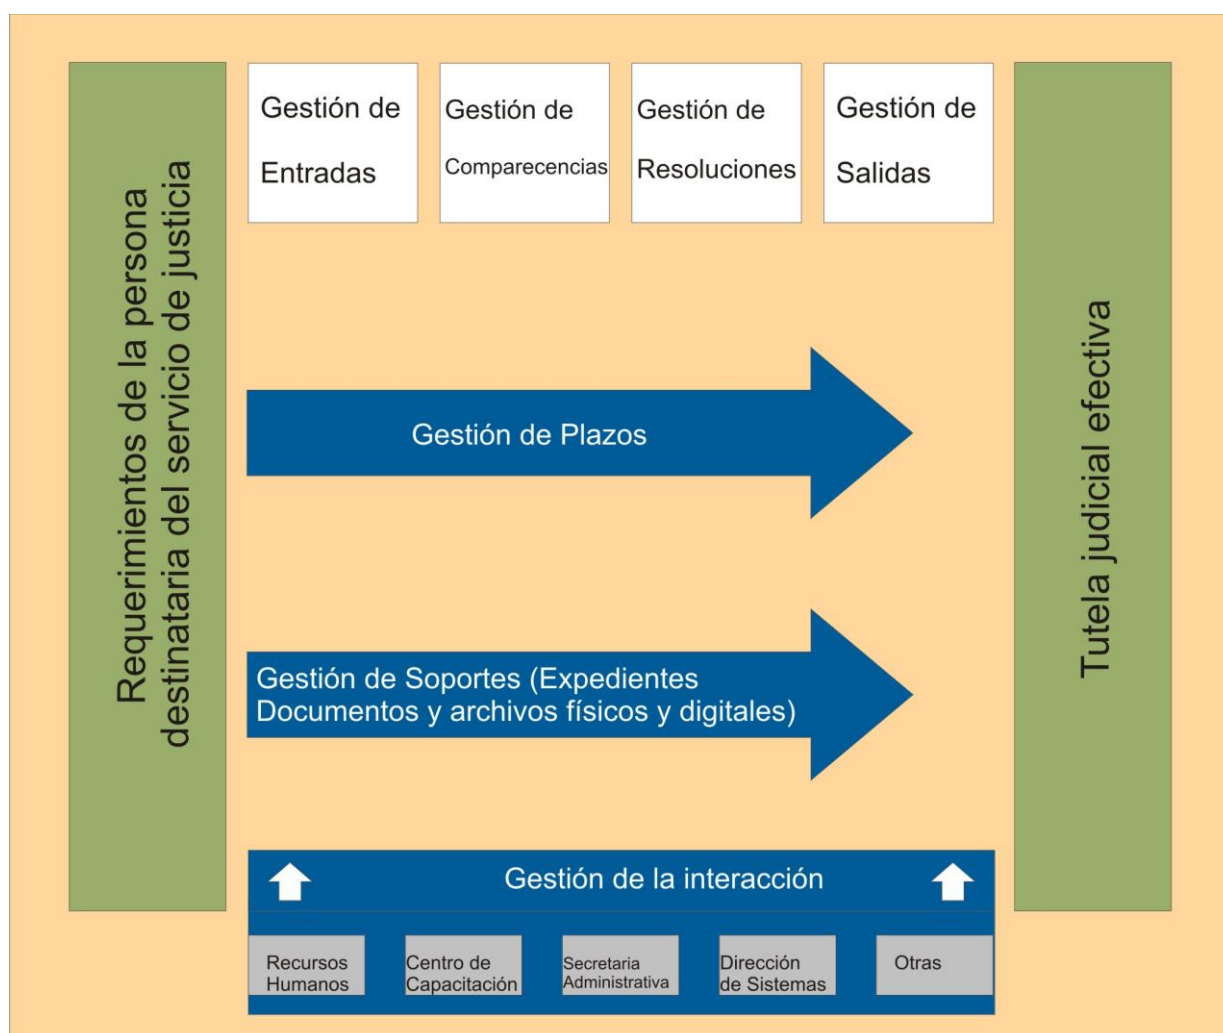 Requerimientos de la persona
destinataria del servicio de justicia
Gestión de
Entradas
Gestión de
Comparecencias
Gestión de
Resoluciones
Gestión de
Salidas
Gestión de Plazos
Gestión de Soportes (Expedientes
Documentos y archivos físicos y digitales)
Gestión de la interacción
Recursos
Humanos
Centro de
Capacitación
Secretaria
Administrativa
Dirección
de Sistemas
Otras
Tutela judicial efectiva